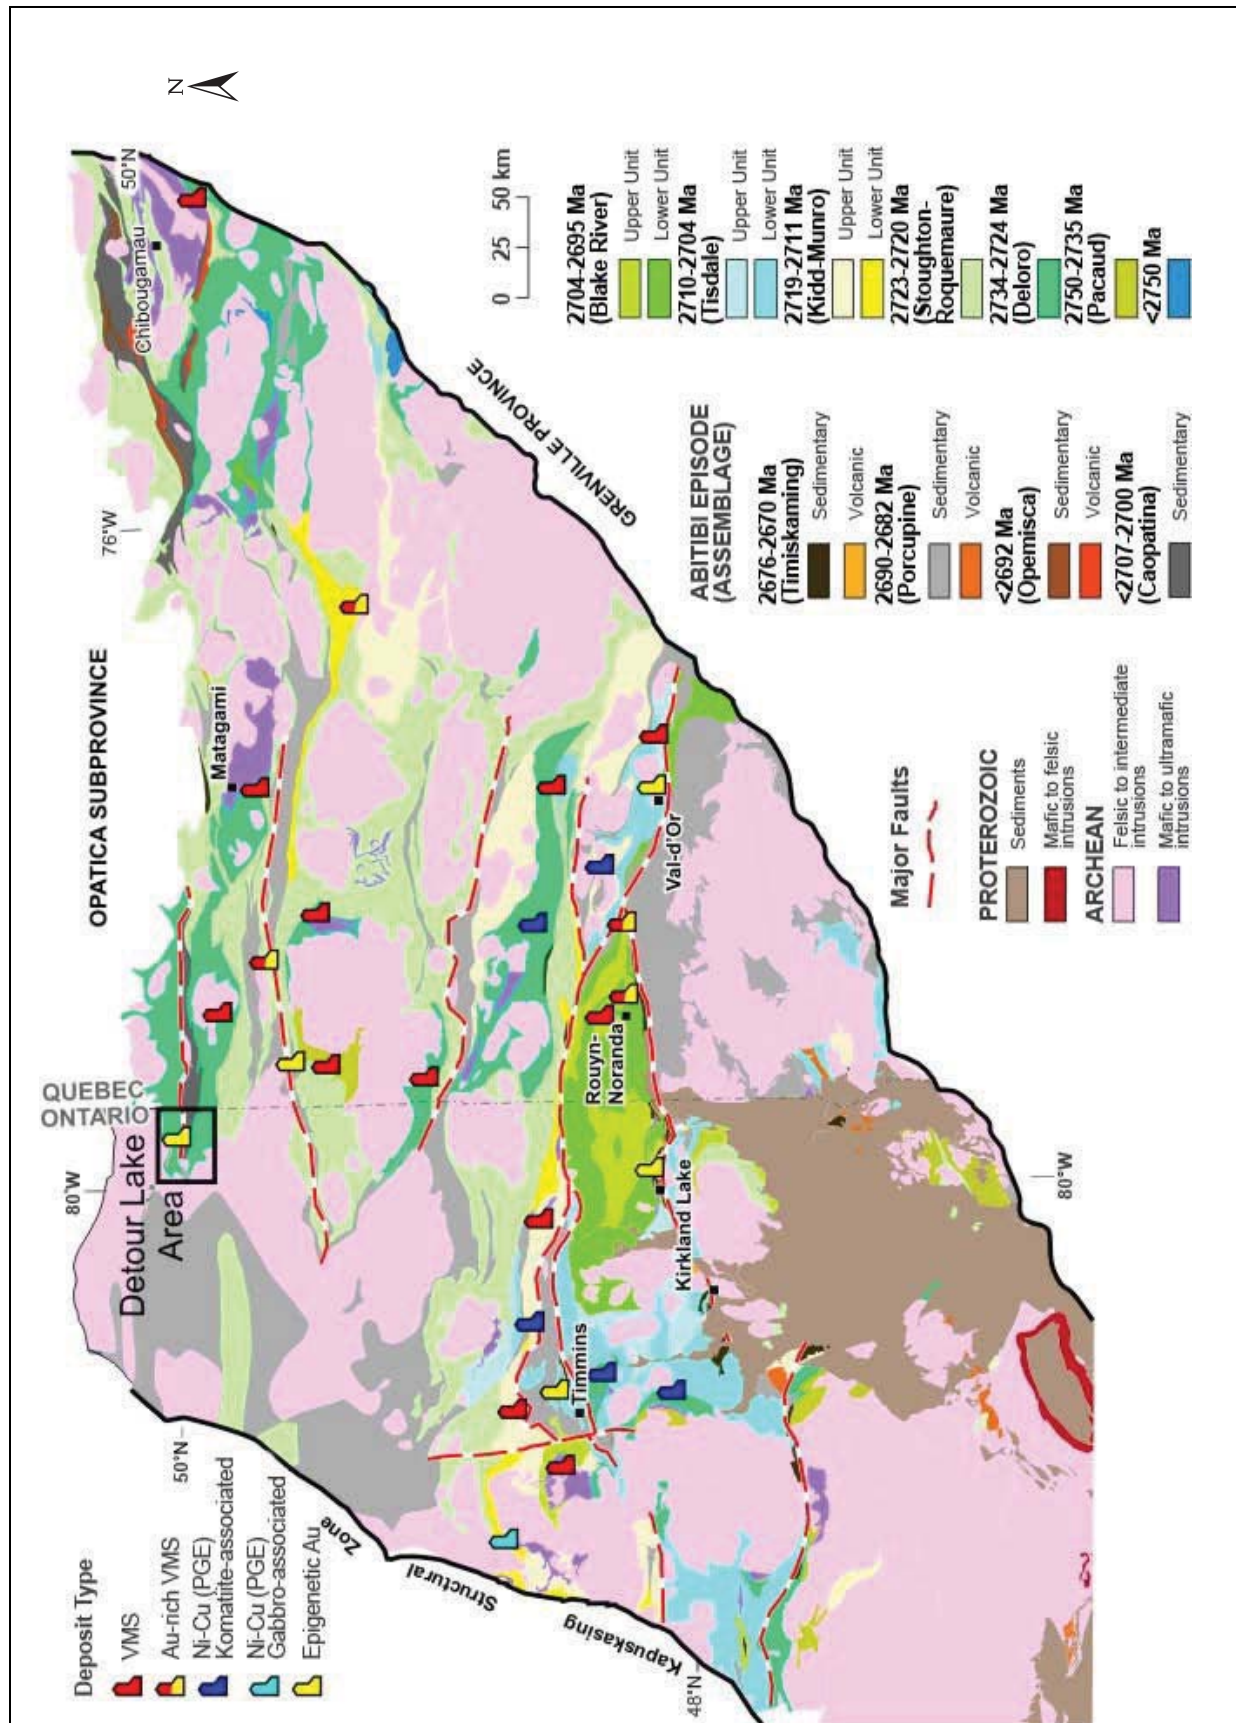 N
Deposit Type
VMS
Au-rich VMS
Ni-Cu (PGE)
Komatiite-associated
Ni-Cu (PGE)
Gabbro-associated
Epigenetic Au
50°N
48°N
Kapuskasing
Structural
Zone
80°W
Detour Lake
Area
QUEBEC
ONTARIO
OPATICA SUBPROVINCE
Matagami
76°W
Chibougamau
50°N
Timmins
Kirkland Lake
Rouyn-
Noranda
Val-d'Or
GRENVILLE PROVINCE
80°W
0 25 50 km
Major Faults
PROTEROZOIC
Sediments
Mafic to felsic
intrusions
ARCHEAN
Felsic to intermediate
intrusions
Mafic to ultramafic
intrusions
ABITIBI EPISODE
(ASSEMBLAGE)
2676-2670 Ma
(Timiskaming)
Sedimentary
Volcanic
2690-2682 Ma
(Porcupine)
Sedimentary
Volcanic
<2692 Ma
(Opemisca)
Sedimentary
Volcanic
<2707-2700 Ma
(Caopatina)
Sedimentary
2704-2695 Ma
(Blake River)
Upper Unit
Lower Unit
2710-2704 Ma
(Tisdale)
Upper Unit
Lower Unit
2719-2711 Ma
(Kidd-Munro)
Upper Unit
Lower Unit
2723-2720 Ma
(Stoughton-
Roquemaure)
2734-2724 Ma
(Deloro)
2750-2735 Ma
(Pacaud)
<2750 Ma